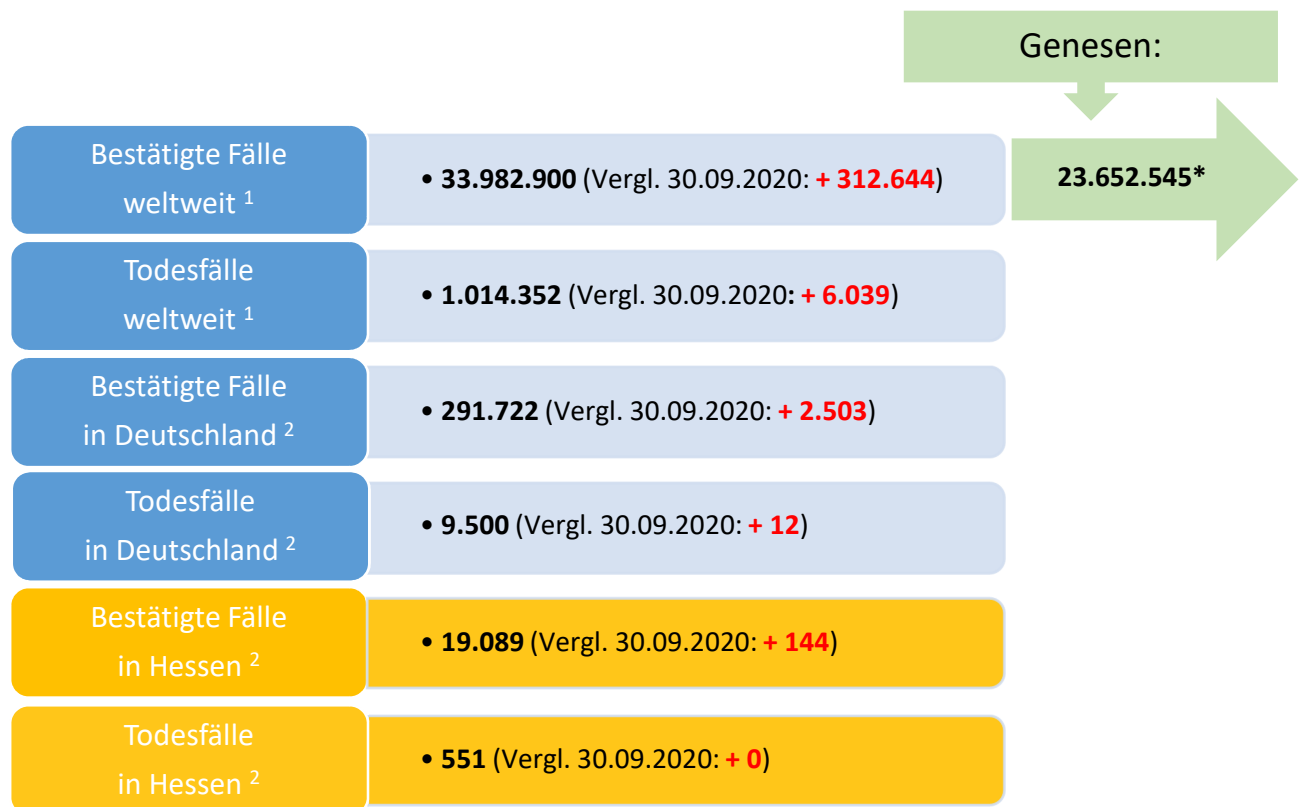 Genesen:
Bestätigte Fälle
weltweit ¹
• 33.982.900 (Vergl. 30.09.2020: + 312.644)
23.652.545*
Todesfälle
weltweit ¹
• 1.014.352 (Vergl. 30.09.2020: + 6.039)
Bestätigte Fälle
in Deutschland ²
• 291.722 (Vergl. 30.09.2020: + 2.503)
Todesfälle
in Deutschland ²
• 9.500 (Vergl. 30.09.2020: + 12)
Bestätigte Fälle
in Hessen ²
• 19.089 (Vergl. 30.09.2020: + 144)
Todesfälle
in Hessen ²
• 551 (Vergl. 30.09.2020: + 0)